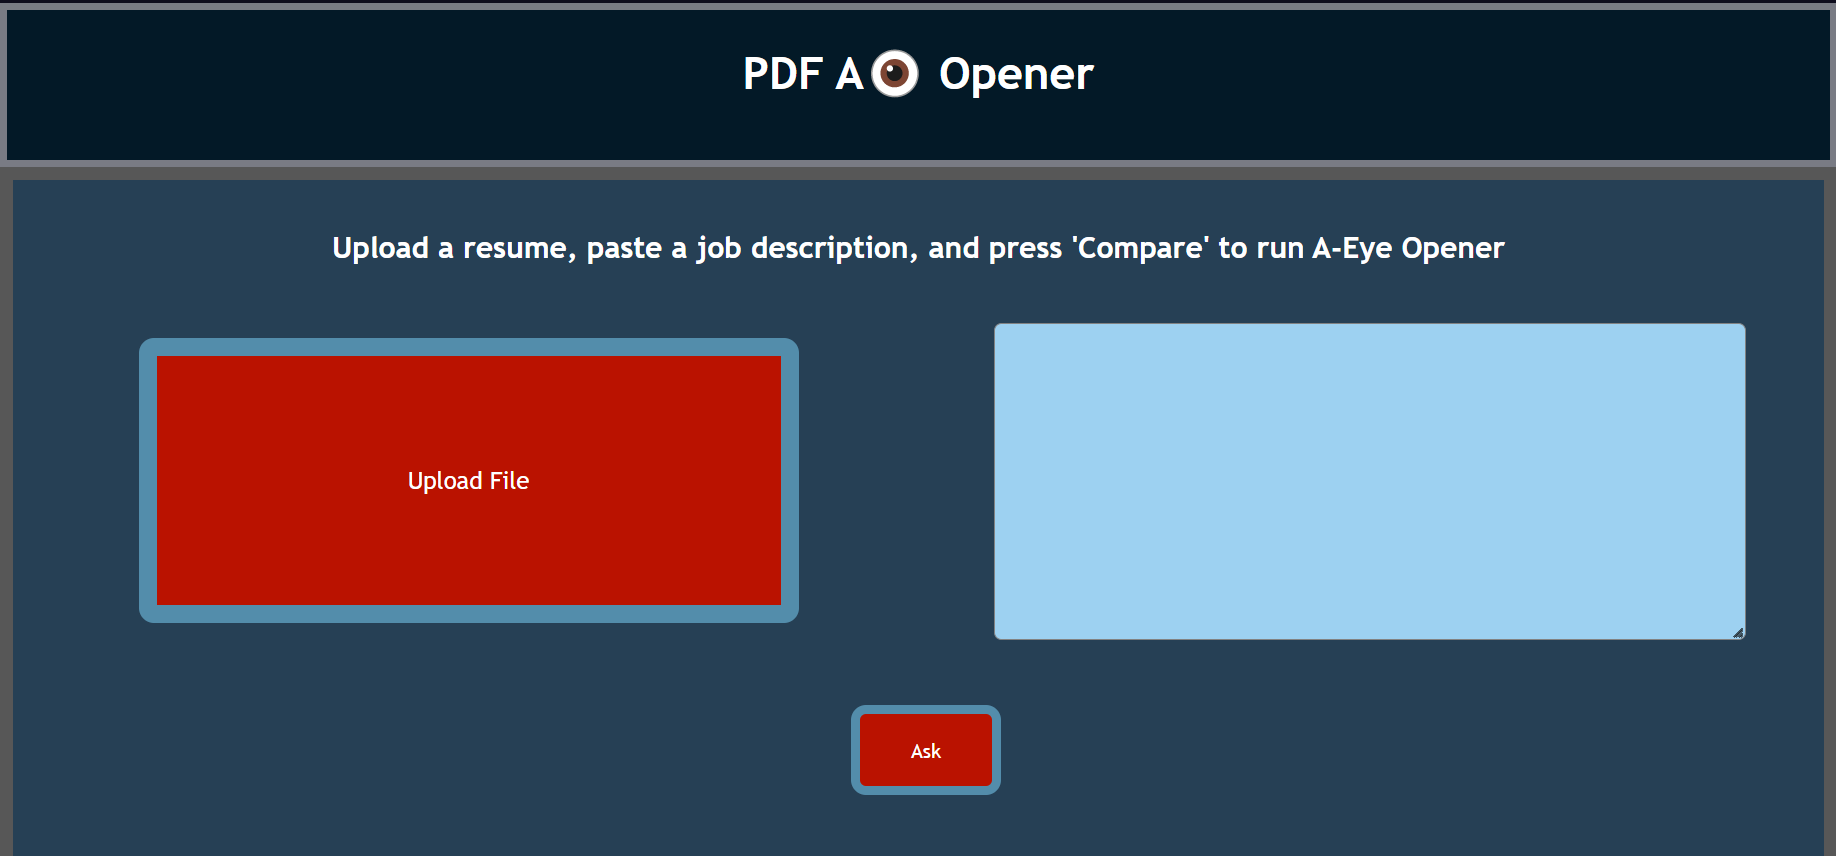 PDF A👁 Opener
Upload a resume, paste a job description, and press 'Compare' to run A-Eye Opener
Upload File
Ask